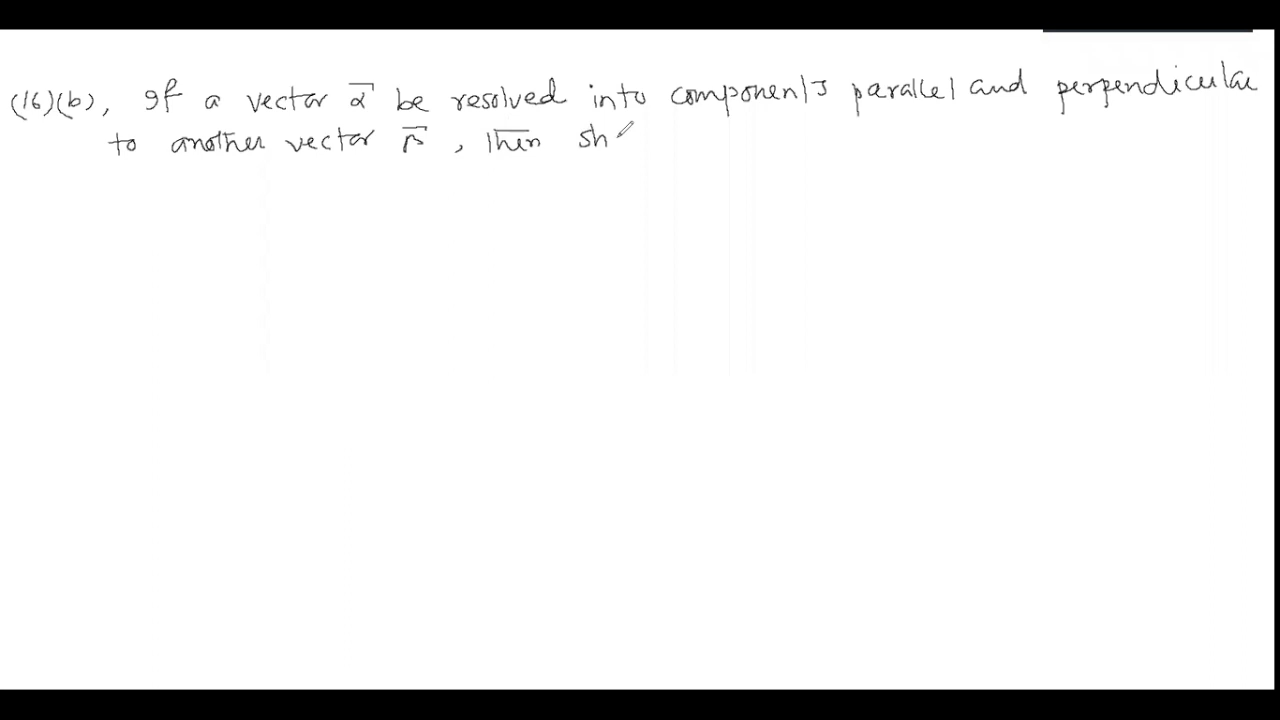 (16)(b), If a vector α⃗ be resolved into components parallel and perpendicular
to another vector β⃗, then sh